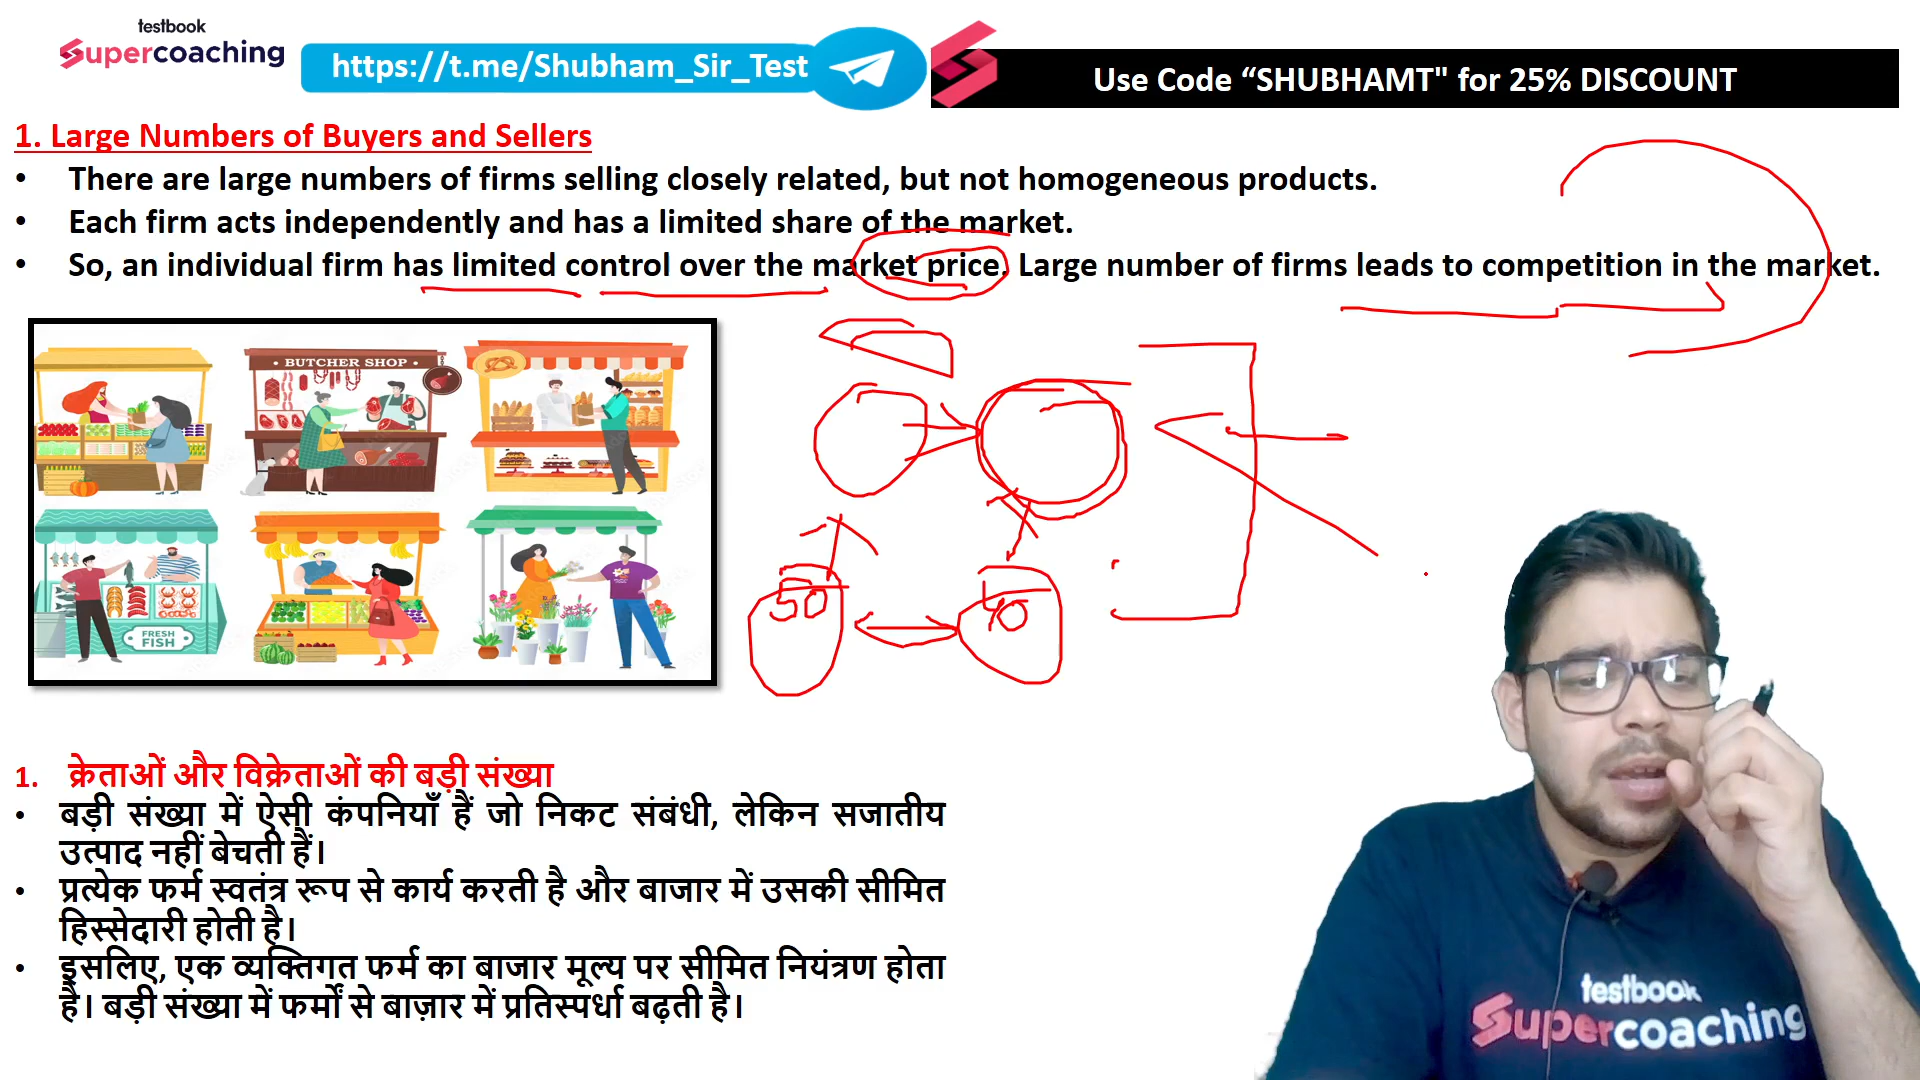 testbook
Supercoaching
https://t.me/Shubham_Sir_Test
Use Code “SHUBHAMT" for 25% DISCOUNT
1. Large Numbers of Buyers and Sellers
• There are large numbers of firms selling closely related, but not homogeneous products.
• Each firm acts independently and has a limited share of the market.
• So, an individual firm has limited control over the market price. Large number of firms leads to competition in the market.
BUTCHER SHOP
FRESH
FISH
50
40
1. क्रेताओं और विक्रेताओं की बड़ी संख्या
• बड़ी संख्या में ऐसी कंपनियाँ हैं जो निकट संबंधी, लेकिन सजातीय
उत्पाद नहीं बेचती हैं।
• प्रत्येक फर्म स्वतंत्र रूप से कार्य करती है और बाजार में उसकी सीमित
हिस्सेदारी होती है।
• इसलिए, एक व्यक्तिगत फर्म का बाजार मूल्य पर सीमित नियंत्रण होता
है। बड़ी संख्या में फर्मों से बाज़ार में प्रतिस्पर्धा बढ़ती है।
testbook
Supercoaching